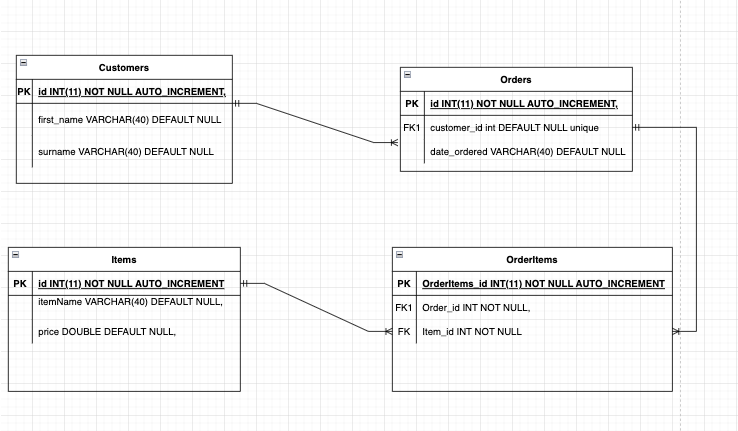 Customers
PK id INT(11) NOT NULL AUTO_INCREMENT,
first_name VARCHAR(40) DEFAULT NULL
surname VARCHAR(40) DEFAULT NULL
Orders
PK id INT(11) NOT NULL AUTO_INCREMENT,
FK1 customer_id int DEFAULT NULL unique
date_ordered VARCHAR(40) DEFAULT NULL
Items
PK id INT(11) NOT NULL AUTO_INCREMENT
itemName VARCHAR(40) DEFAULT NULL,
price DOUBLE DEFAULT NULL,
OrderItems
PK OrderItems_id INT(11) NOT NULL AUTO_INCREMENT
FK1 Order_id INT NOT NULL,
FK Item_id INT NOT NULL